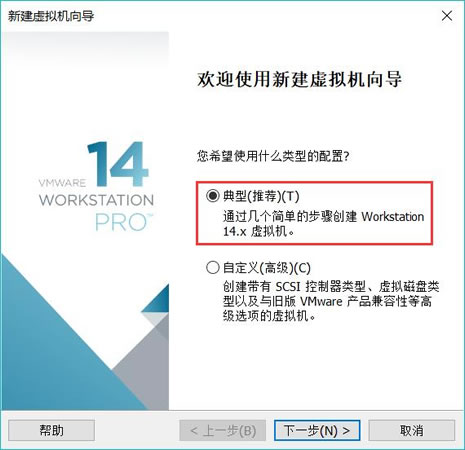 新建虚拟机向导
欢迎使用新建虚拟机向导
14
VMWARE
WORKSTATION
PRO™
您希望使用什么类型的配置?
典型(推荐)(T)
通过几个简单的步骤创建 Workstation
14.x 虚拟机。
自定义(高级)(C)
创建带有 SCSI 控制器类型、虚拟磁盘类
型以及与旧版 VMware 产品兼容性等高
级选项的虚拟机。
帮助
< 上一步(B)
下一步(N) >
取消